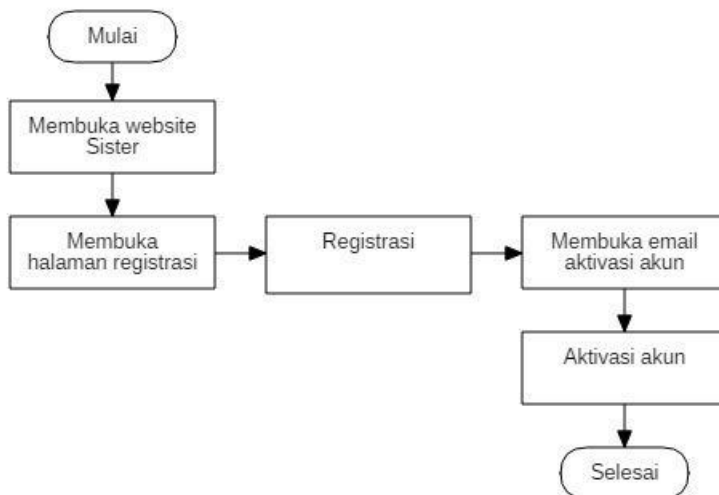 Mulai
Membuka website
Sister
Membuka
halaman registrasi
Registrasi
Membuka email
aktivasi akun
Aktivasi akun
Selesai